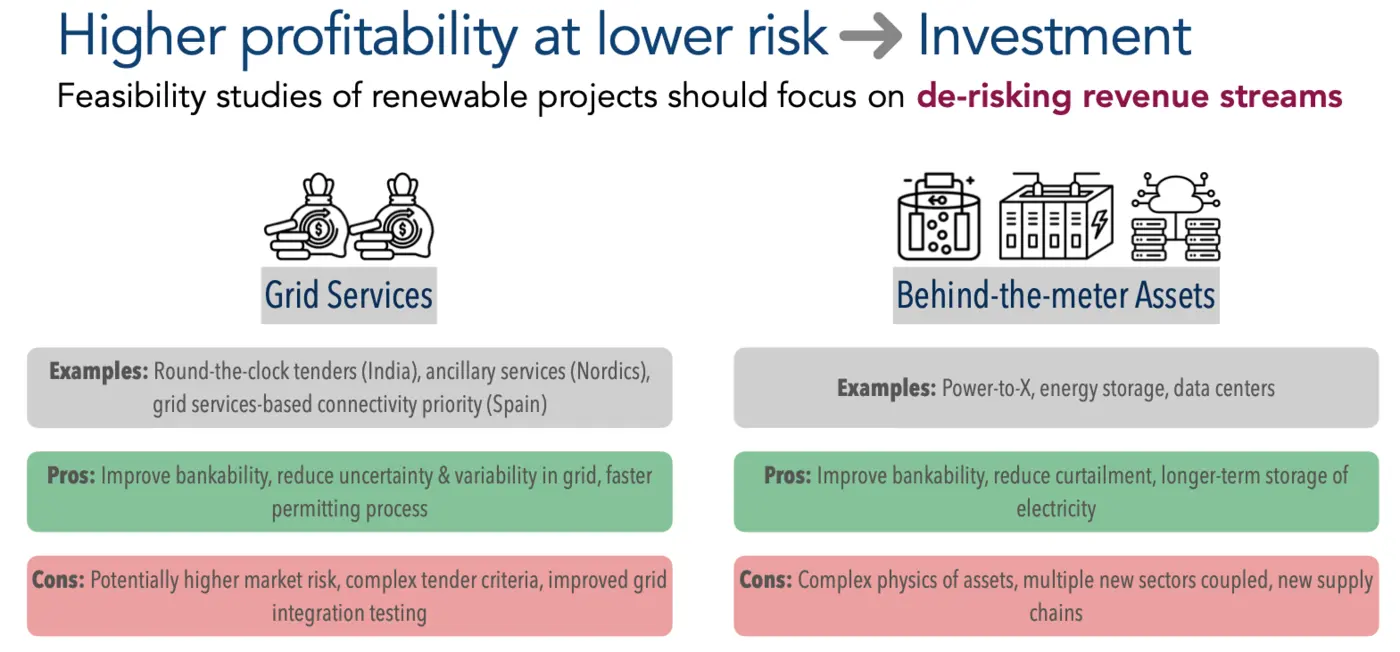 Higher profitability at lower risk → Investment
Feasibility studies of renewable projects should focus on de-risking revenue streams
Grid Services
Examples: Round-the-clock tenders (India), ancillary services (Nordics),
grid services-based connectivity priority (Spain)
Pros: Improve bankability, reduce uncertainty & variability in grid, faster
permitting process
Cons: Potentially higher market risk, complex tender criteria, improved grid
integration testing
Behind-the-meter Assets
Examples: Power-to-X, energy storage, data centers
Pros: Improve bankability, reduce curtailment, longer-term storage of
electricity
Cons: Complex physics of assets, multiple new sectors coupled, new supply
chains